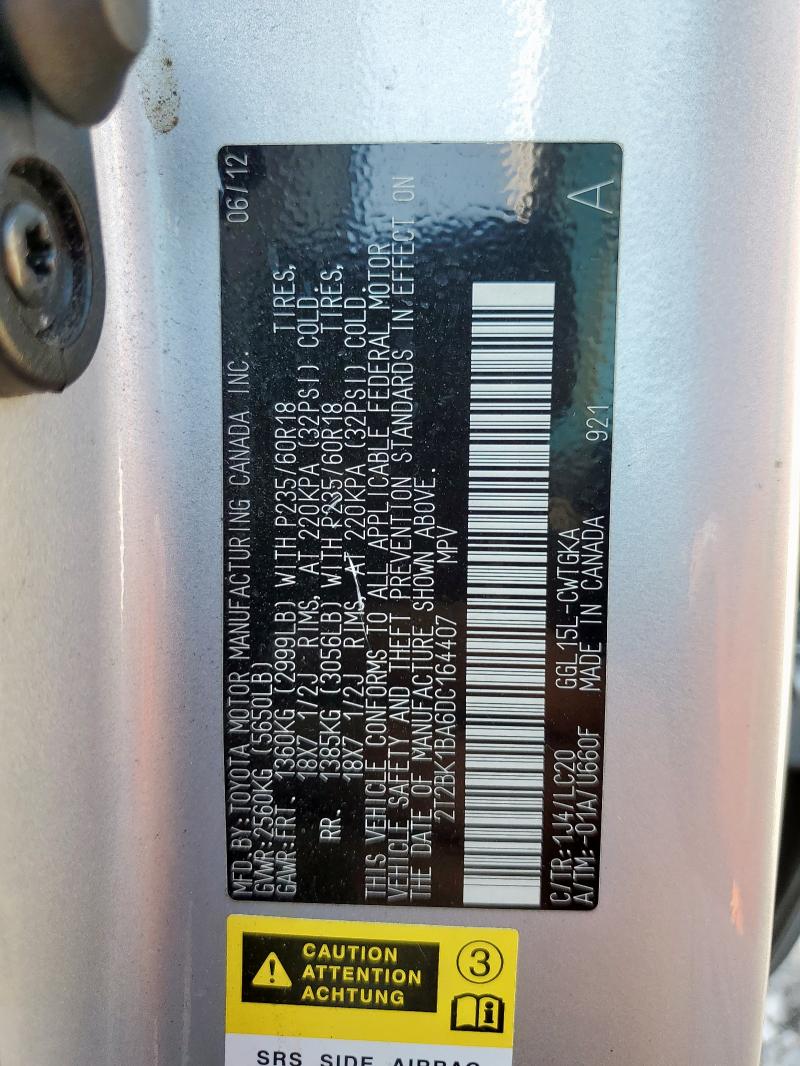 MFD.BY:TOYOTA MOTOR MANUFACTURING CANADA INC. 06/12
GVWR:2560KG (5650LB)
GAWR:FRT. 1360KG (2999LB) WITH P235/60R18 TIRES,
18X7 1/2J RIMS, AT 220KPA (32PSI) COLD.
RR. 1385KG (3056LB) WITH P235/60R18 TIRES,
18X7 1/2J RIMS, AT 220KPA (32PSI) COLD.
THIS VEHICLE CONFORMS TO ALL APPLICABLE FEDERAL MOTOR
VEHICLE SAFETY AND THEFT PREVENTION STANDARDS IN EFFECT ON
THE DATE OF MANUFACTURE SHOWN ABOVE.
2T2BK1BA6DC164407 MPV
C/TR:1J4/LC20 GGL15L-CWTGKA
A/TM:-01A/U660F MADE IN CANADA 921 A
CAUTION
ATTENTION
ACHTUNG
3
i
SRS SIDE AIRBAG